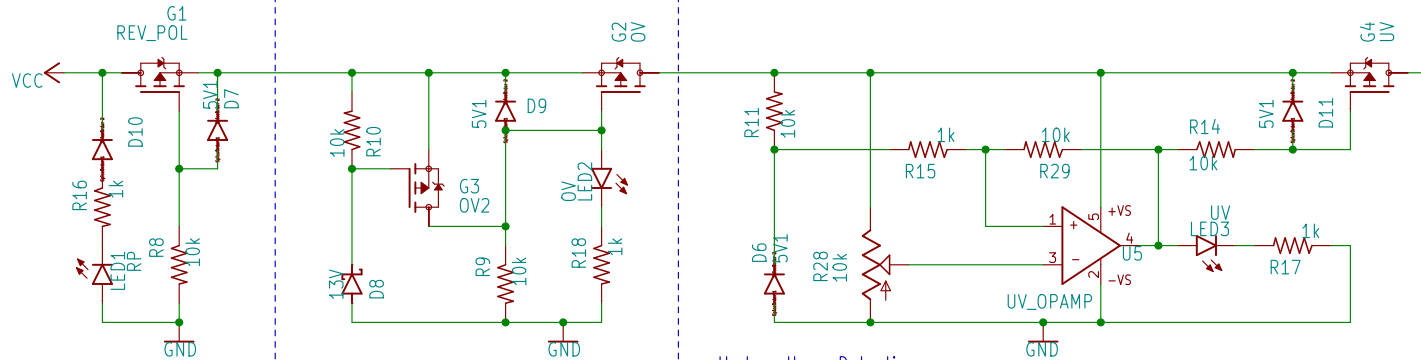 G1
REV_POL
VCC
D10
5V1
D7
R16
1k
LED1
RP
R8
10k
GND
G2
OV
10k
R10
5V1
D9
G3
OV2
OV
LED2
13V
D8
R9
10k
R18
1k
GND
G4
UV
R11
10k
1k
R15
10k
R29
R14
10k
5V1
D11
D6
5V1
R28
10k
1
+
3
-
5
+VS
4
U5
2
-VS
UV_OPAMP
UV
LED3
1k
R17
GND